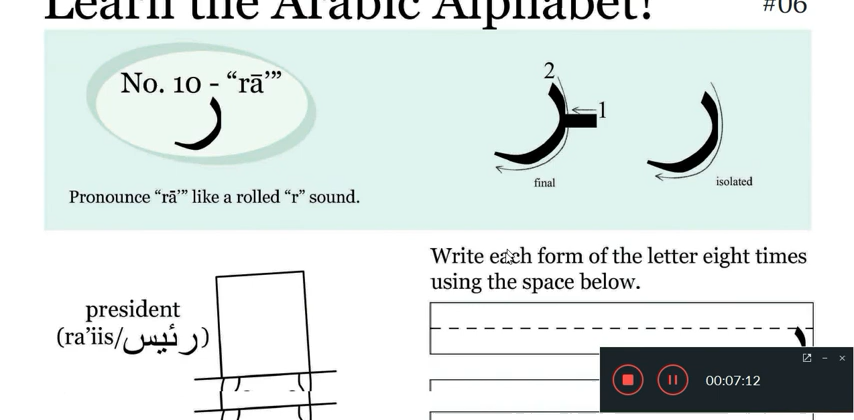 Learn the Arabic Alphabet!
#06
No. 10 - “rā’”
ر
Pronounce “rā’” like a rolled “r” sound.
2
1
ـر
final
ر
isolated
Write each form of the letter eight times
using the space below.
president
(ra’iis/رئيس)
ر
00:07:12